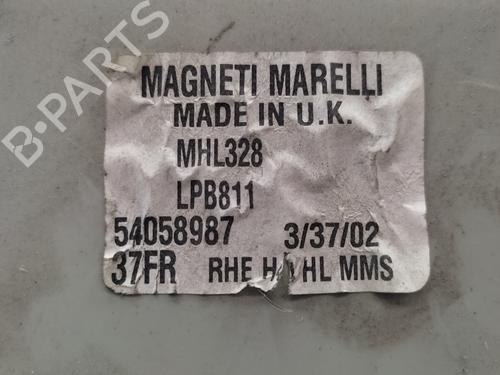 B-PARTS
MAGNETI MARELLI
MADE IN U.K.
MHL328
LPB811
54058987 3/37/02
37FR RHE HL MMS